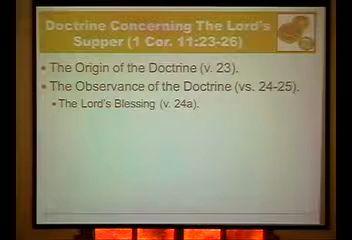 Doctrine Concerning The Lord's
Supper (1 Cor. 11:23-26)
• The Origin of the Doctrine (v. 23).
• The Observance of the Doctrine (vs. 24-25).
• The Lord's Blessing (v. 24a).